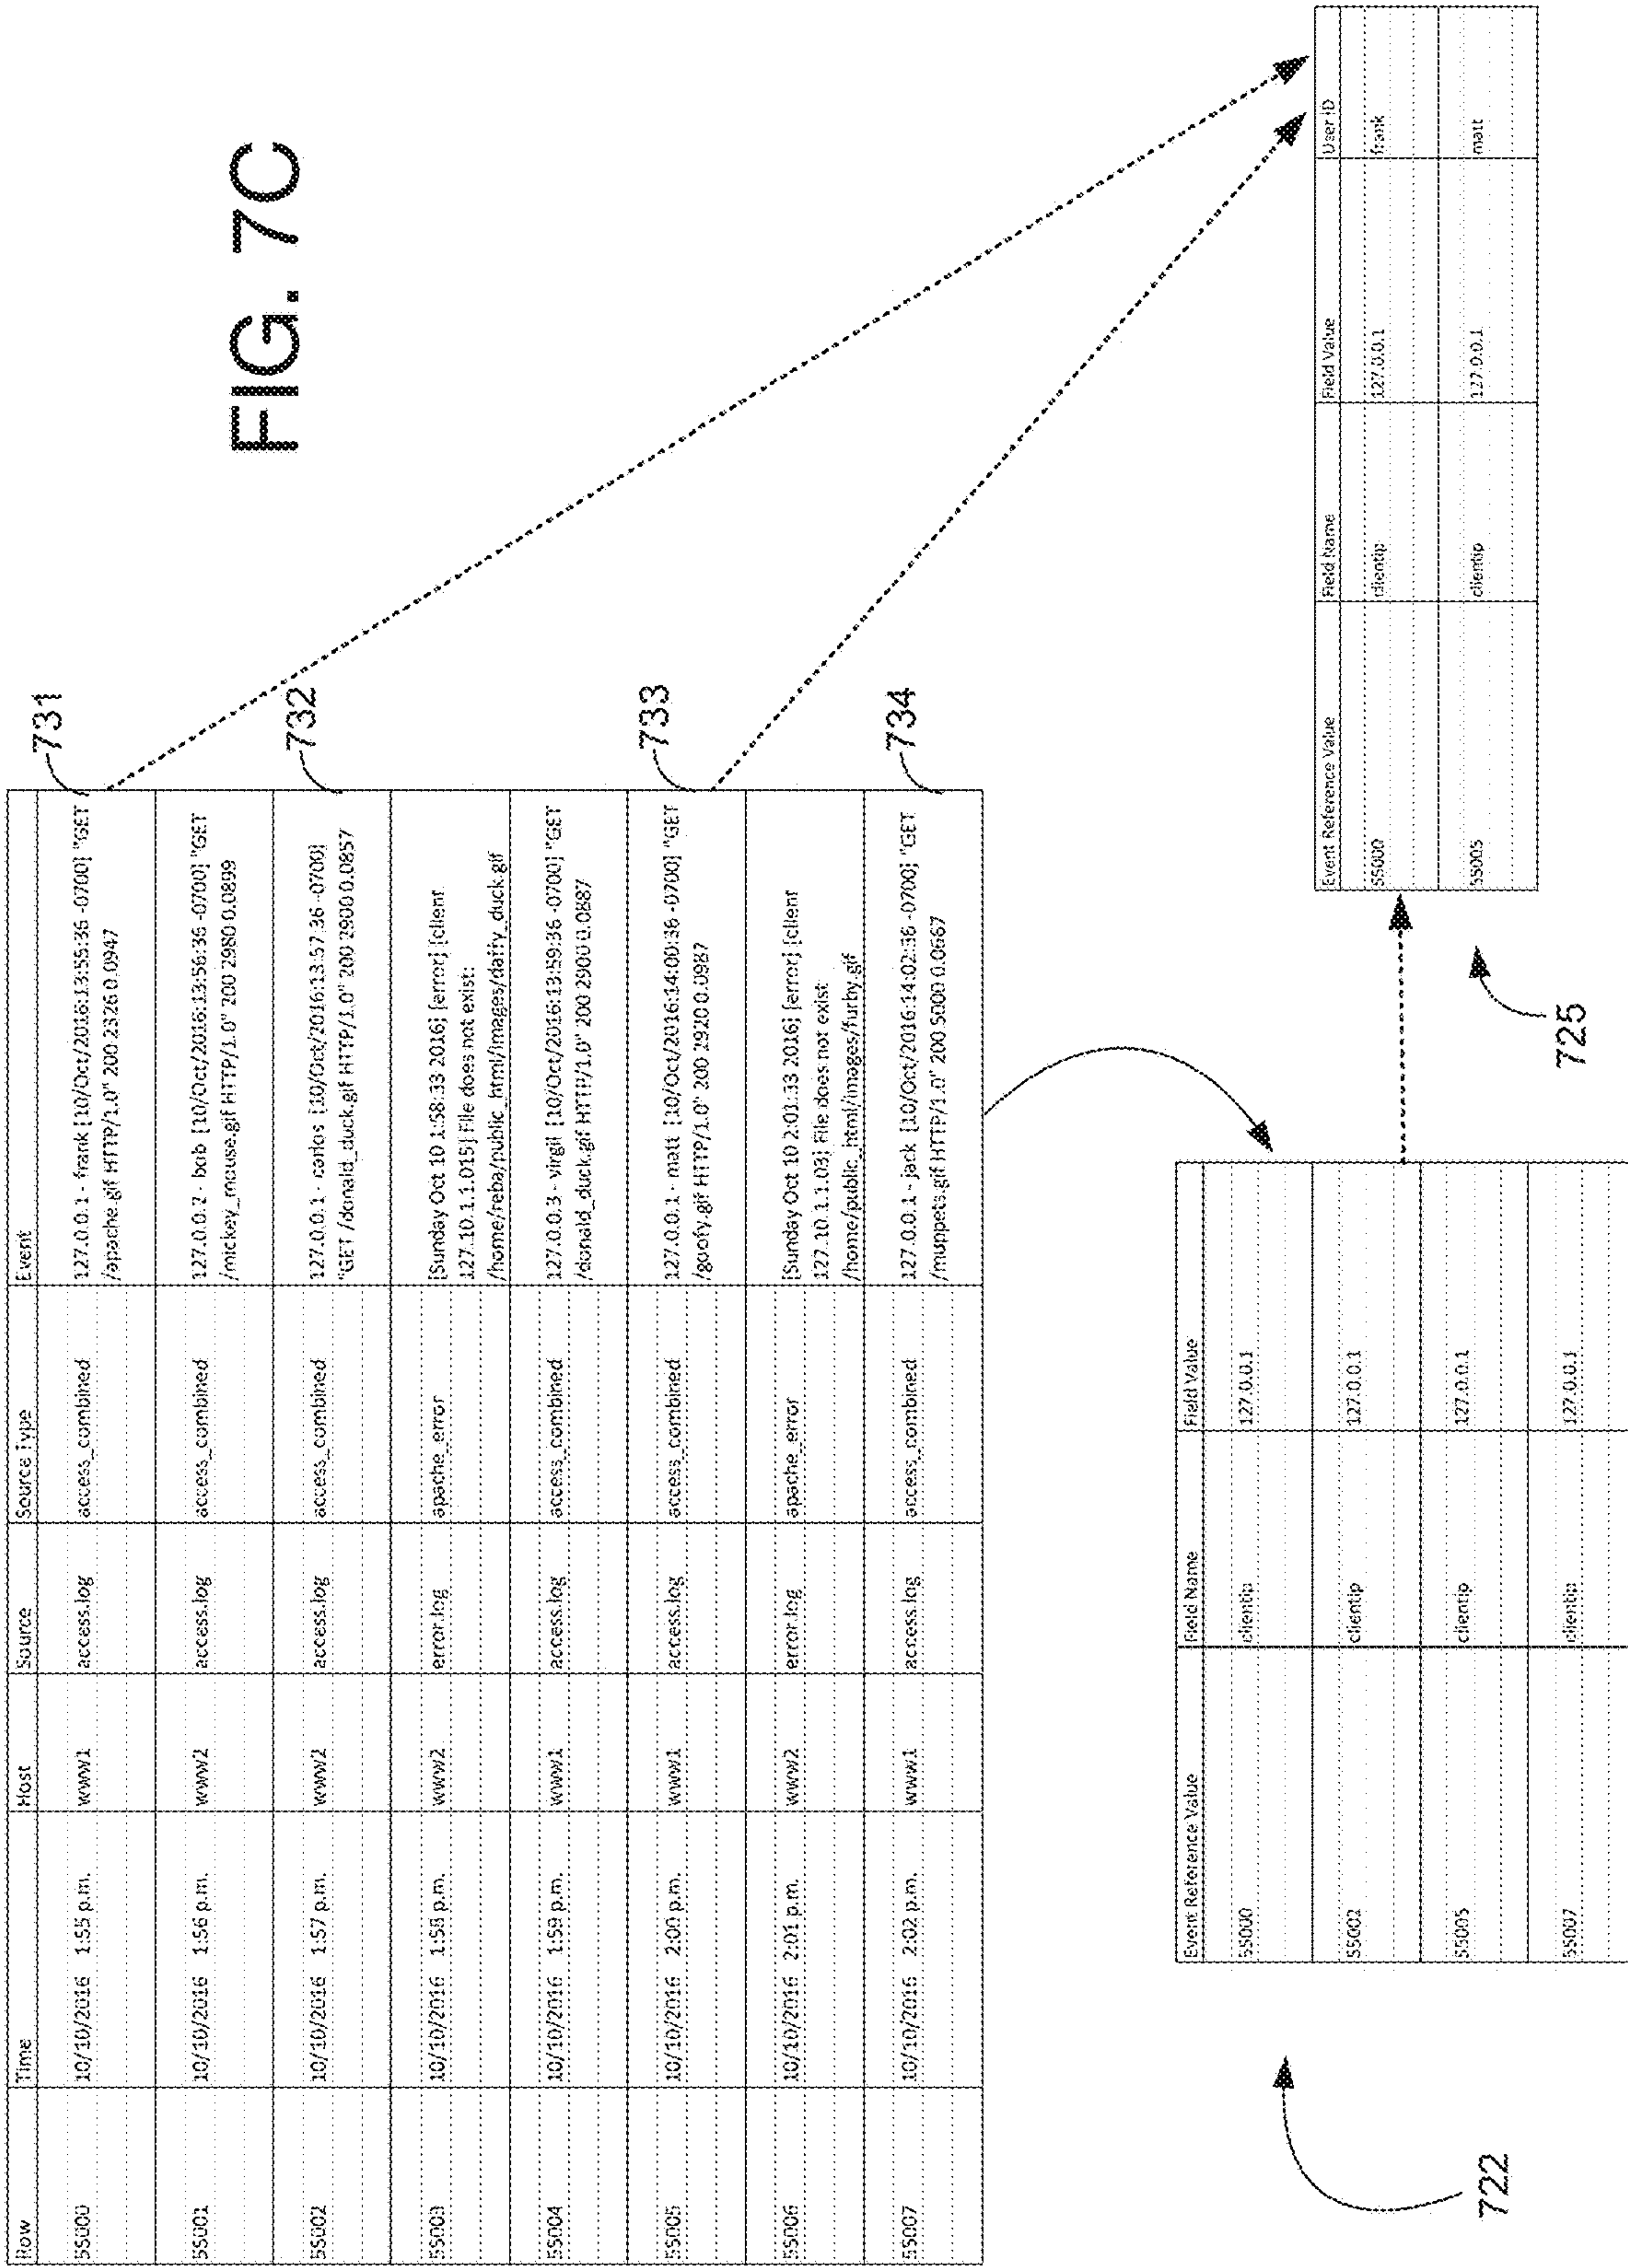 FIG. 7C
Row Time Host Source Source Type Event
55000 10/10/2016 1:55 p.m. www1 access.log access_combined 127.0.0.1 - frank [10/Oct/2016:13:55:36 -0700] "GET
/apache.gif HTTP/1.0" 200 2326 0.0947
731
55001 10/10/2016 1:56 p.m. www2 access.log access_combined 127.0.0.2 - bob [10/Oct/2016:13:56:36 -0700] "GET
/mickey_mouse.gif HTTP/1.0" 200 2980 0.0899
55002 10/10/2016 1:57 p.m. www2 access.log access_combined 127.0.0.1 - carlos [10/Oct/2016:13:57:36 -0700]
"GET /donald_duck.gif HTTP/1.0" 200 2900 0.0857
732
55003 10/10/2016 1:58 p.m. www2 error.log apache_error [Sunday Oct 10 1:58:33 2016] [error] [client
127.10.1.1.015] File does not exist:
/home/reba/public_html/images/daffy_duck.gif
55004 10/10/2016 1:59 p.m. www1 access.log access_combined 127.0.0.3 - virgil [10/Oct/2016:13:59:36 -0700] "GET
/donald_duck.gif HTTP/1.0" 200 2900 0.0887
55005 10/10/2016 2:00 p.m. www1 access.log access_combined 127.0.0.1 - matt [10/Oct/2016:14:00:36 -0700] "GET
/goofy.gif HTTP/1.0" 200 2920 0.0987
733
55006 10/10/2016 2:01 p.m. www2 error.log apache_error [Sunday Oct 10 2:01:33 2016] [error] [client
127.10.1.1.03] File does not exist:
/home/public_html/images/furby.gif
55007 10/10/2016 2:02 p.m. www1 access.log access_combined 127.0.0.1 - jack [10/Oct/2016:14:02:36 -0700] "GET
/muppets.gif HTTP/1.0" 200 5000 0.0667
734
722
Event Reference Value Field Name Field Value
55000 clientip 127.0.0.1
55002 clientip 127.0.0.1
55005 clientip 127.0.0.1
55007 clientip 127.0.0.1
725
Event Reference Value Field Name Field Value User ID
55000 clientip 127.0.0.1 frank
55005 clientip 127.0.0.1 matt